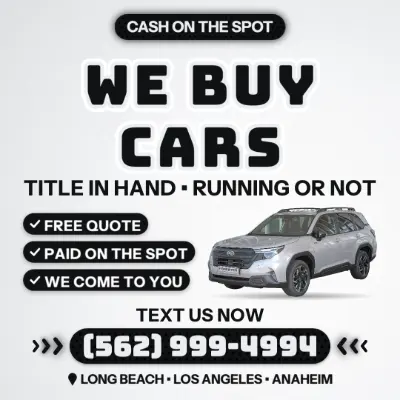 CASH ON THE SPOT
WE BUY
CARS
TITLE IN HAND ▪ RUNNING OR NOT
✓ FREE QUOTE
✓ PAID ON THE SPOT
✓ WE COME TO YOU
TEXT US NOW
(562) 999-4994
LONG BEACH ▪ LOS ANGELES ▪ ANAHEIM